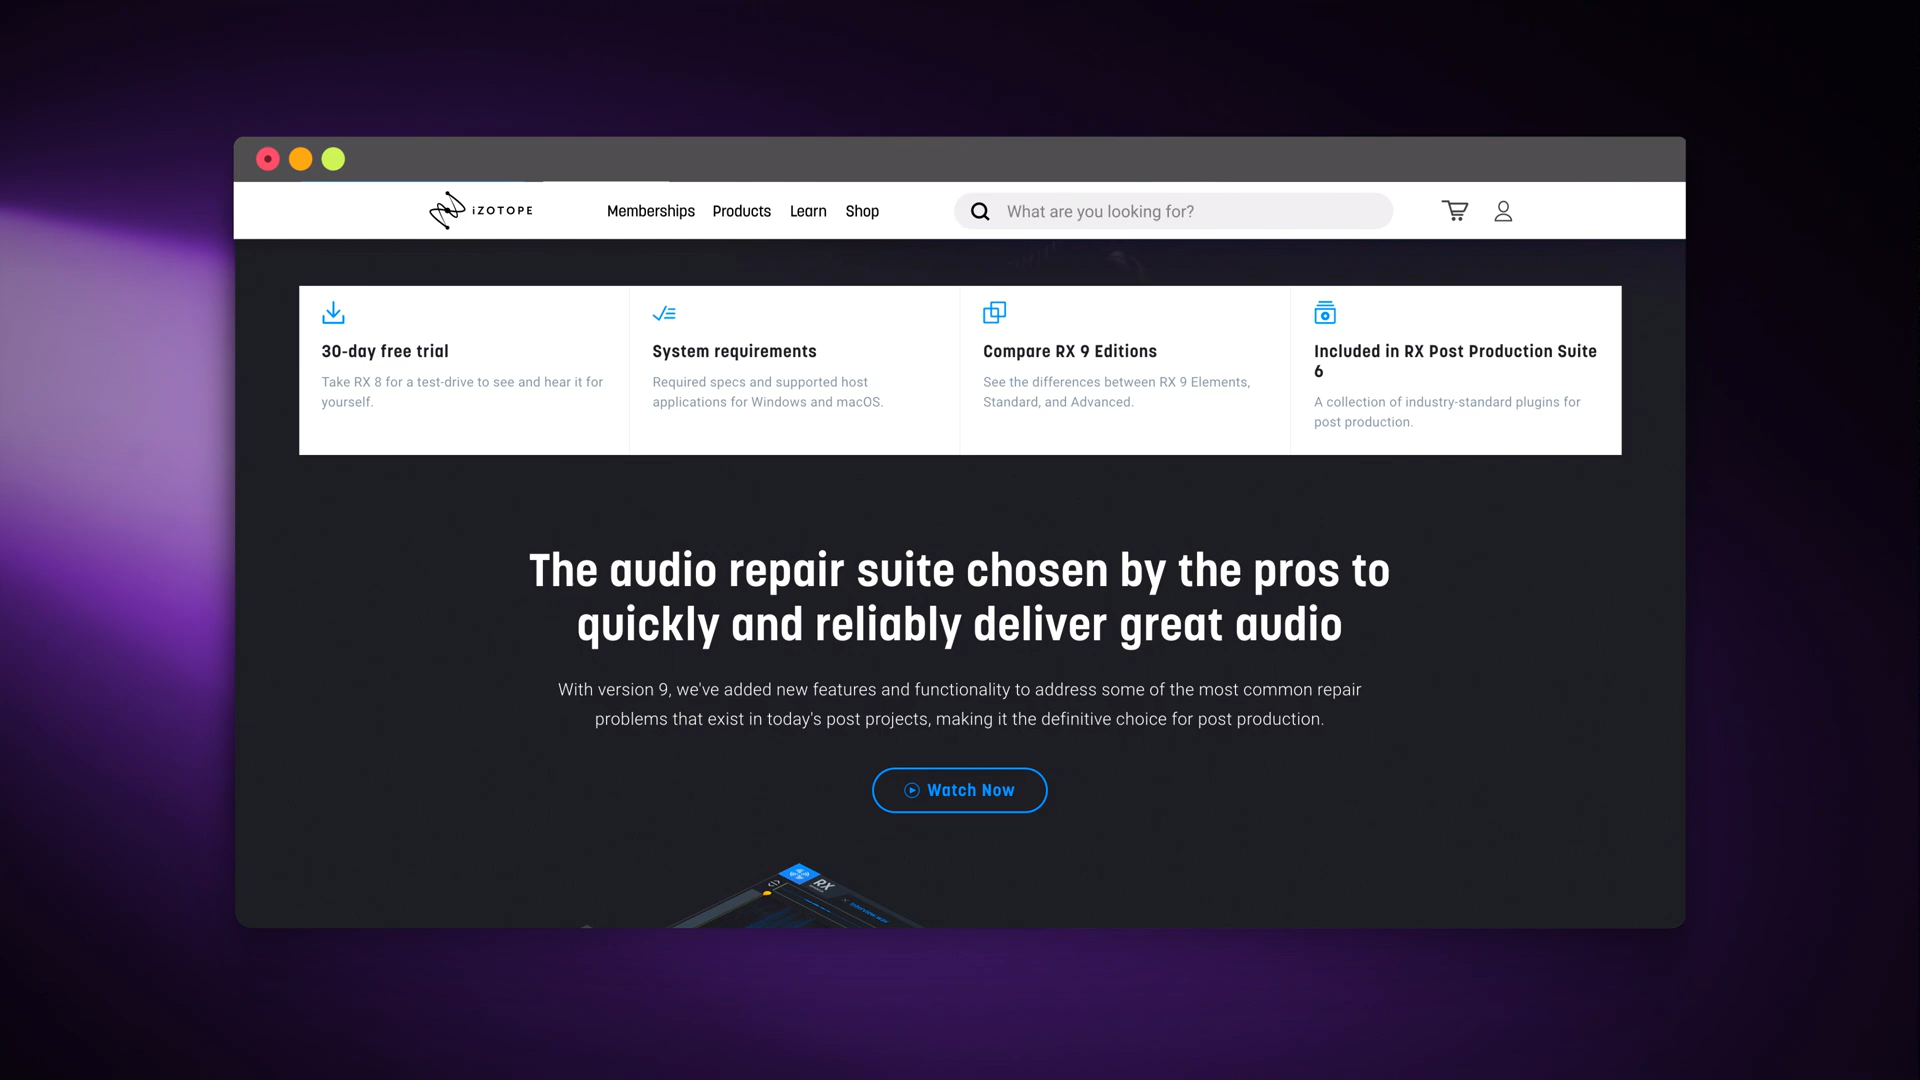 iZOTOPE
Memberships Products Learn Shop
What are you looking for?
30-day free trial
Take RX 8 for a test-drive to see and hear it for
yourself.
System requirements
Required specs and supported host
applications for Windows and macOS.
Compare RX 9 Editions
See the differences between RX 9 Elements,
Standard, and Advanced.
Included in RX Post Production Suite
6
A collection of industry-standard plugins for
post production.
The audio repair suite chosen by the pros to
quickly and reliably deliver great audio
With version 9, we've added new features and functionality to address some of the most common repair
problems that exist in today's post projects, making it the definitive choice for post production.
Watch Now
RX
Interview.wav